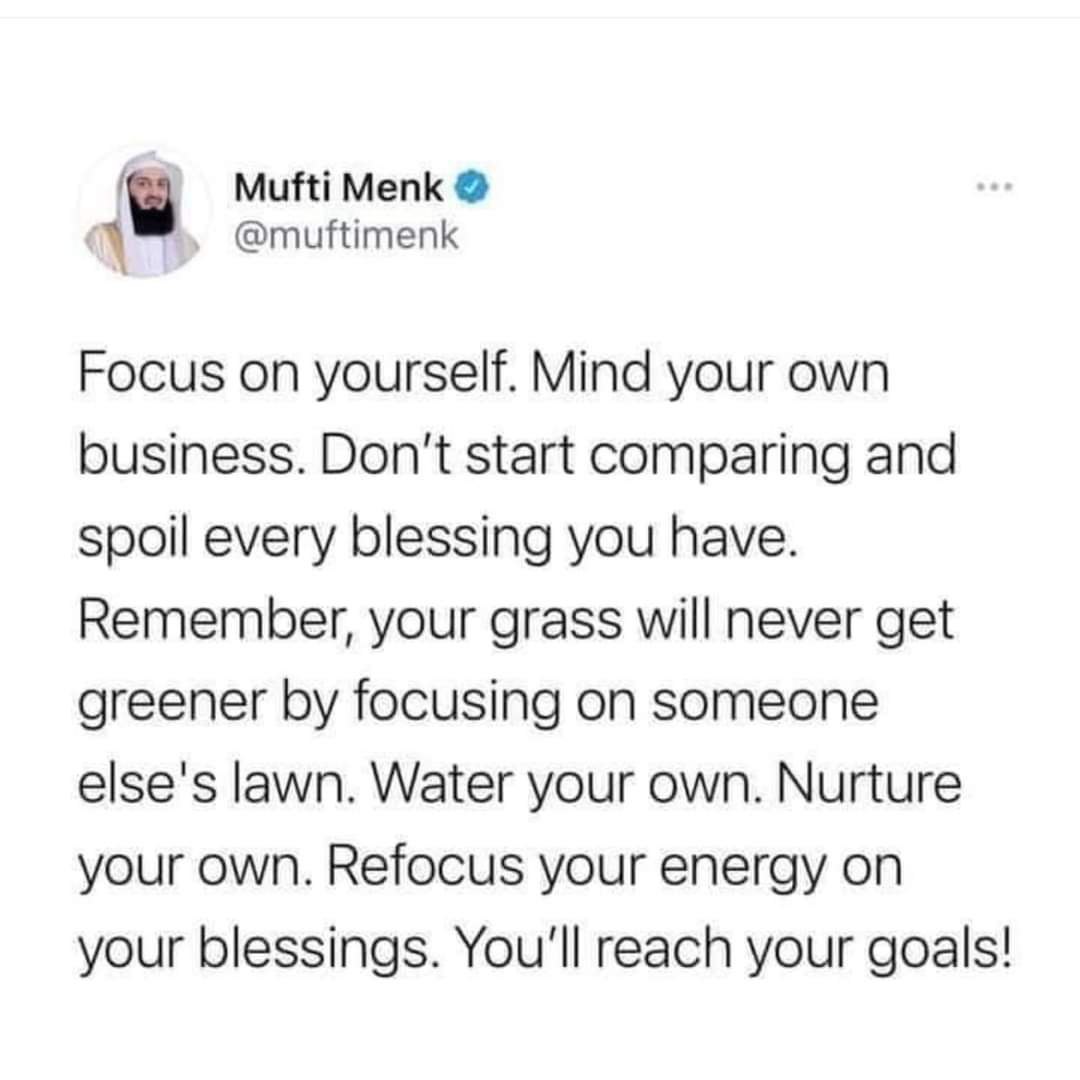 Mufti Menk
@muftimenk
Focus on yourself. Mind your own
business. Don't start comparing and
spoil every blessing you have.
Remember, your grass will never get
greener by focusing on someone
else's lawn. Water your own. Nurture
your own. Refocus your energy on
your blessings. You'll reach your goals!